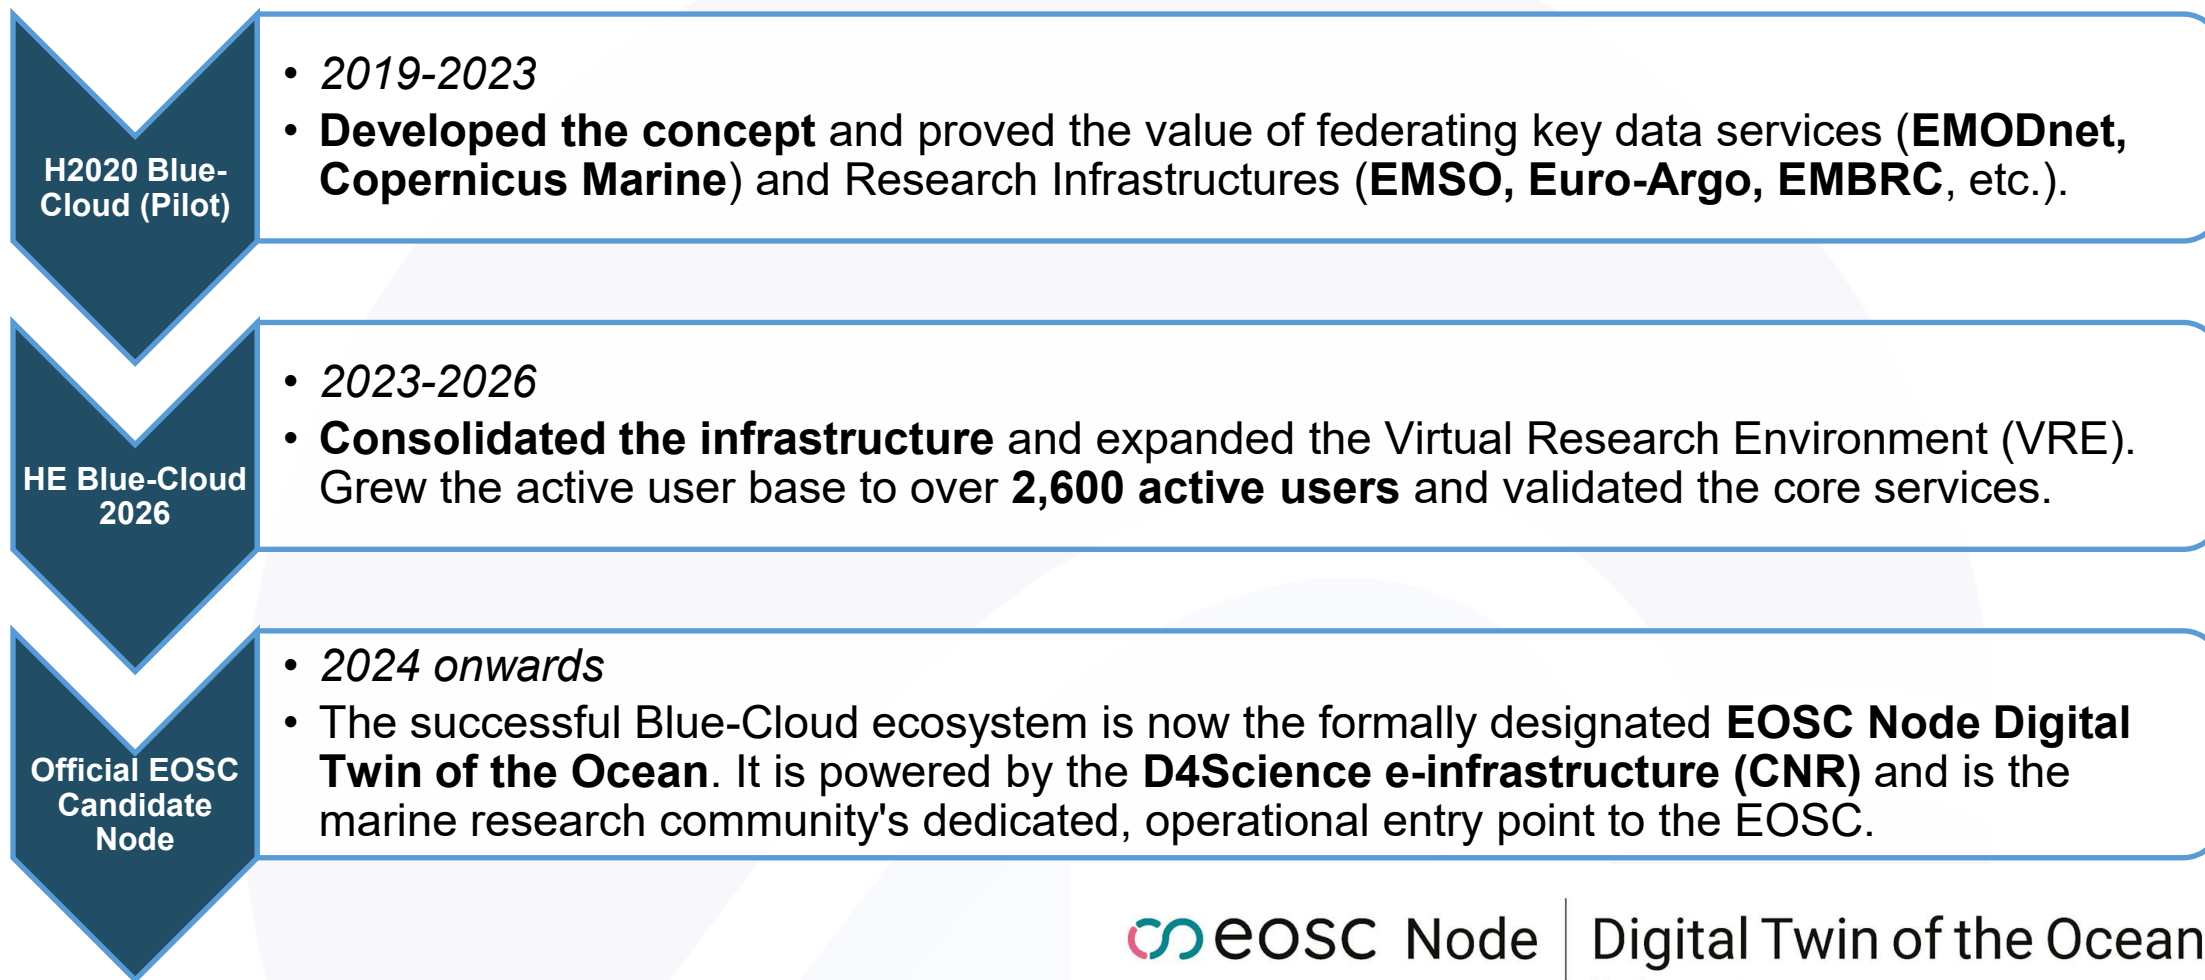 H2020 Blue-
Cloud (Pilot)
• 2019-2023
• Developed the concept and proved the value of federating key data services (EMODnet,
Copernicus Marine) and Research Infrastructures (EMSO, Euro-Argo, EMBRC, etc.).
HE Blue-Cloud
2026
• 2023-2026
• Consolidated the infrastructure and expanded the Virtual Research Environment (VRE).
Grew the active user base to over 2,600 active users and validated the core services.
Official EOSC
Candidate
Node
• 2024 onwards
• The successful Blue-Cloud ecosystem is now the formally designated EOSC Node Digital
Twin of the Ocean. It is powered by the D4Science e-infrastructure (CNR) and is the
marine research community's dedicated, operational entry point to the EOSC.
eosc Node | Digital Twin of the Ocean